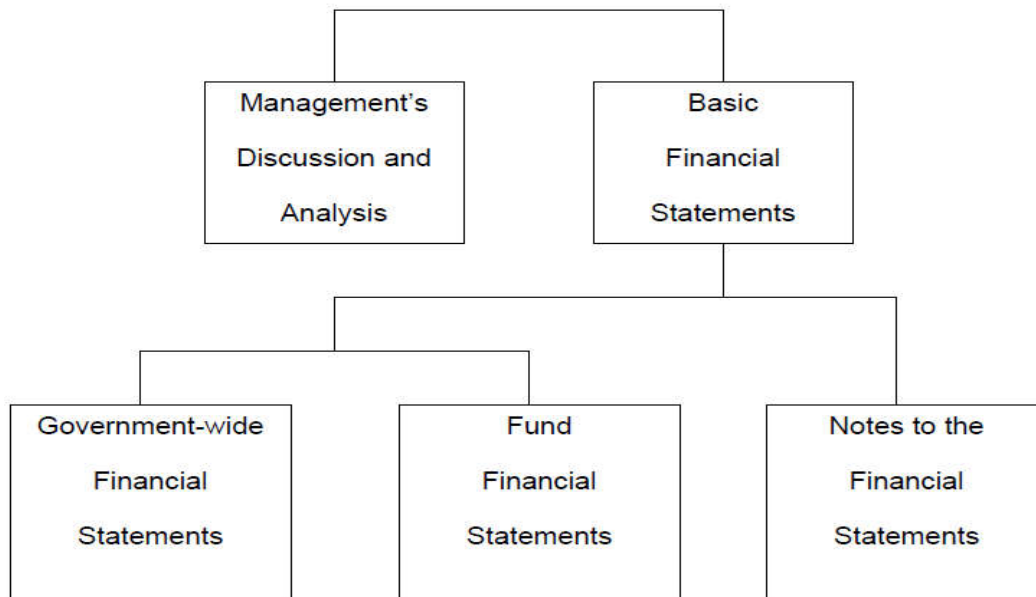 Management’s
Discussion and
Analysis
Basic
Financial
Statements
Government-wide
Financial
Statements
Fund
Financial
Statements
Notes to the
Financial
Statements